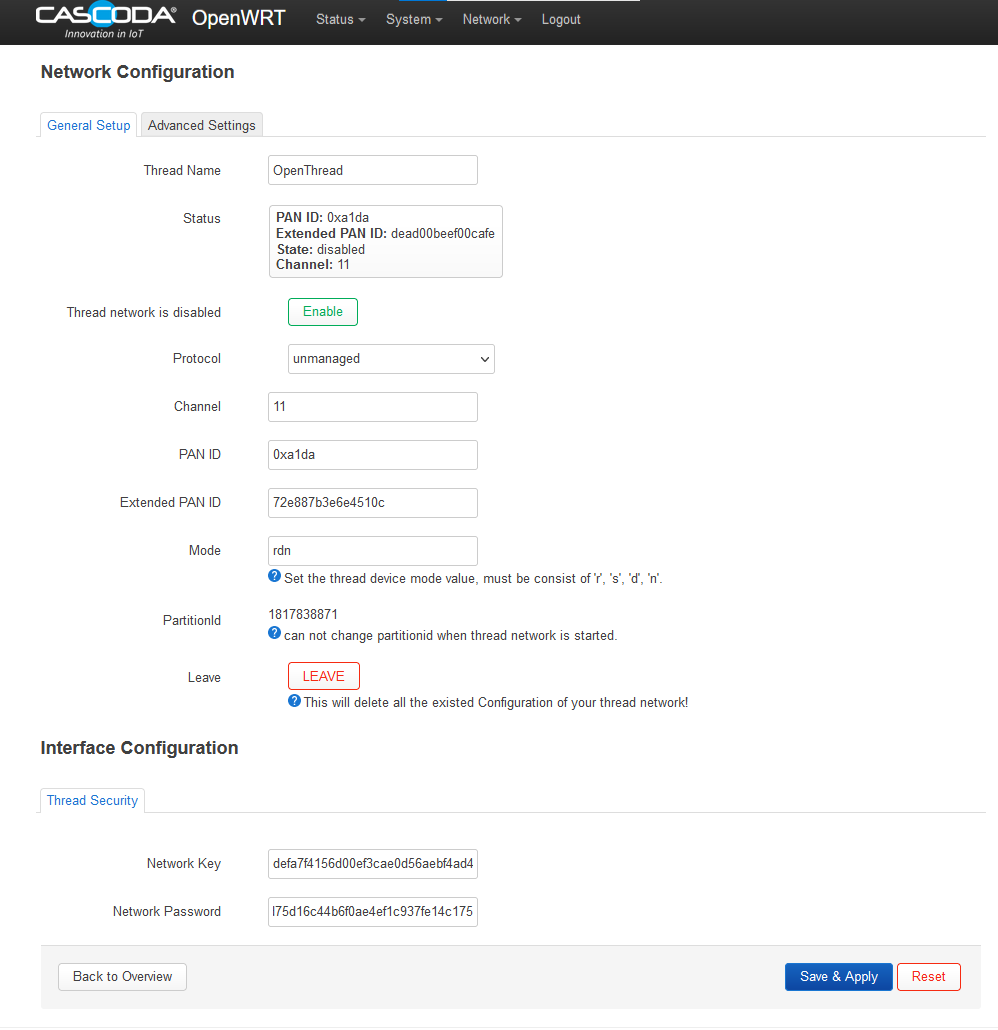 CASCODA® OpenWRT Status System Network Logout
Innovation in IoT
Network Configuration
General Setup Advanced Settings
Thread Name OpenThread
Status
PAN ID: 0xa1da
Extended PAN ID: dead00beef00cafe
State: disabled
Channel: 11
Thread network is disabled Enable
Protocol unmanaged
Channel 11
PAN ID 0xa1da
Extended PAN ID 72e887b3e6e4510c
Mode rdn
? Set the thread device mode value, must be consist of 'r', 's', 'd', 'n'.
PartitionId 1817838871
? can not change partitionid when thread network is started.
Leave LEAVE
? This will delete all the existed Configuration of your thread network!
Interface Configuration
Thread Security
Network Key defa7f4156d00ef3cae0d56aebf4ad4
Network Password l75d16c44b6f0ae4ef1c937fe14c175
Back to Overview Save & Apply Reset